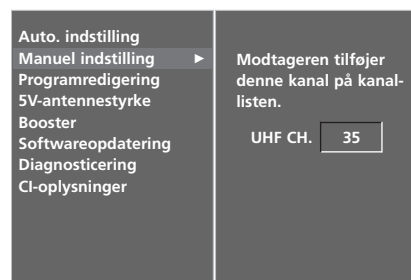 Auto. indstilling
Manuel indstilling ►
Programredigering
5V-antennestyrke
Booster
Softwareopdatering
Diagnosticering
CI-oplysninger
Modtageren tilføjer
denne kanal på kanal-
listen.
UHF CH. 35